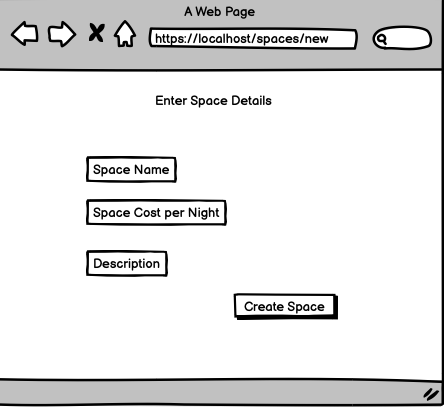 A Web Page
https://localhost/spaces/new
Enter Space Details
Space Name
Space Cost per Night
Description
Create Space